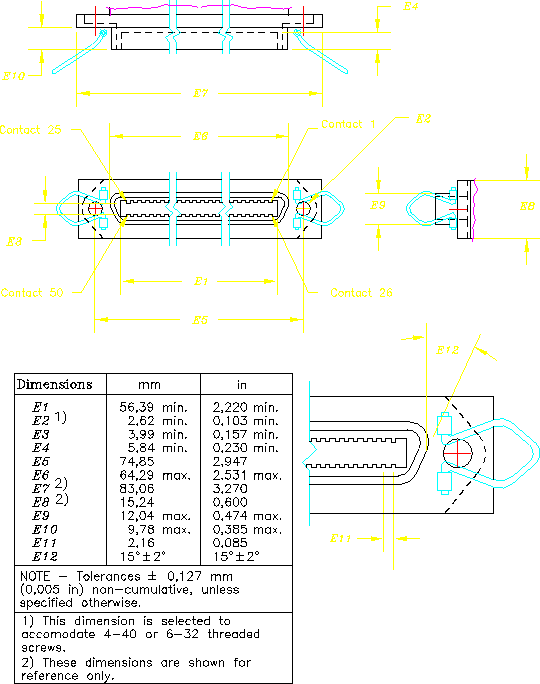 E4
E10
E7
Contact 25
E6
Contact 1
E2
E3
E9
E8
Contact 50
E1
Contact 26
E5
E12
E11
Dimensions mm in
E1 56,39 min. 2,220 min.
E2 1) 2,62 min. 0,103 min.
E3 3,99 min. 0,157 min.
E4 5,84 min. 0,230 min.
E5 74,85 2,947
E6 64,29 max. 2,531 max.
E7 2) 83,06 3,270
E8 2) 15,24 0,600
E9 12,04 max. 0,474 max.
E10 9,78 max. 0,385 max.
E11 2,16 0,085
E12 15°±2° 15°±2°
NOTE – Tolerances ± 0,127 mm
(0,005 in) non-cumulative, unless
specified otherwise.
1) This dimension is selected to
accomodate 4-40 or 6-32 threaded
screws.
2) These dimensions are shown for
reference only.